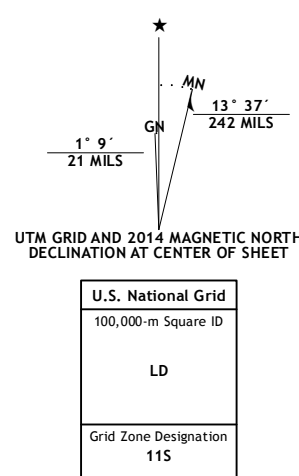 MN
GN
13° 37´
242 MILS
1° 9´
21 MILS
UTM GRID AND 2014 MAGNETIC NORTH
DECLINATION AT CENTER OF SHEET
U.S. National Grid
100,000-m Square ID
LD
Grid Zone Designation
11S